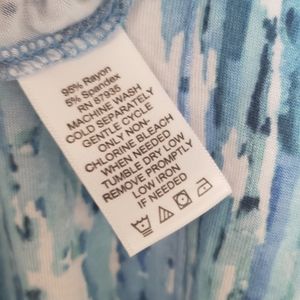 95% Rayon
5% Spandex
RN 87935
MACHINE WASH
COLD SEPARATELY
GENTLE CYCLE
ONLY NON-
CHLORINE BLEACH
WHEN NEEDED
TUMBLE DRY LOW
REMOVE PROMPTLY
LOW IRON
IF NEEDED